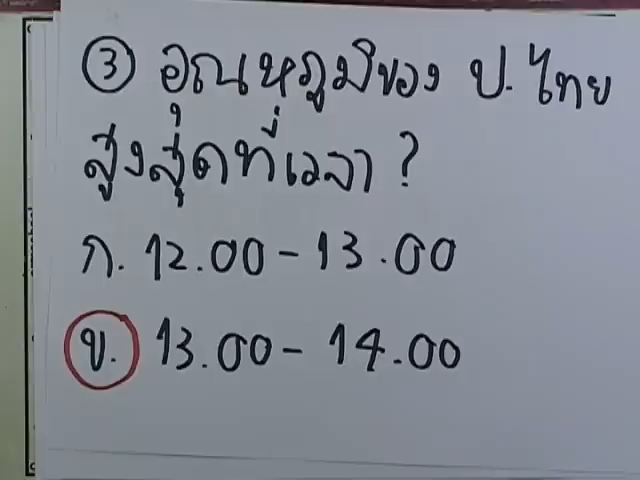 ③ อุณหภูมิของ ป.ไทย
สูงสุดที่เวลา ?
ก. 12.00 - 13.00
ข. 13.00 - 14.00